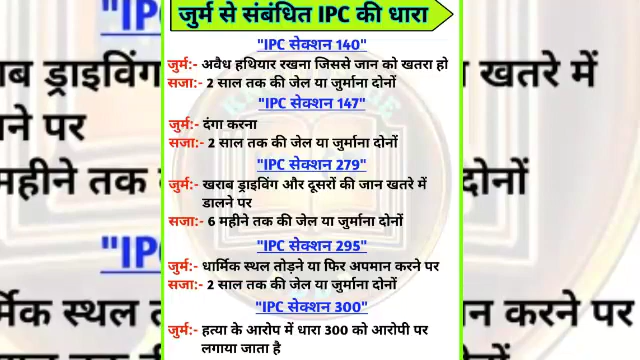 जुर्म से संबंधित IPC की धारा
"IPC सेक्शन 140"
जुर्म:- अवैध हथियार रखना जिससे जान को खतरा हो
सजा:- 2 साल तक की जेल या जुर्माना दोनों
"IPC सेक्शन 147"
जुर्म:- दंगा करना
सजा:- 2 साल तक की जेल या जुर्माना दोनों
"IPC सेक्शन 279"
जुर्म:- खराब ड्राइविंग और दूसरों की जान खतरे में
डालने पर
सजा:- 6 महीने तक की जेल या जुर्माना दोनों
"IPC सेक्शन 295"
जुर्म:- धार्मिक स्थल तोड़ने या फिर अपमान करने पर
सजा:- 2 साल तक की जेल या जुर्माना दोनों
"IPC सेक्शन 300"
जुर्म:- हत्या के आरोप में धारा 300 को आरोपी पर
लगाया जाता है